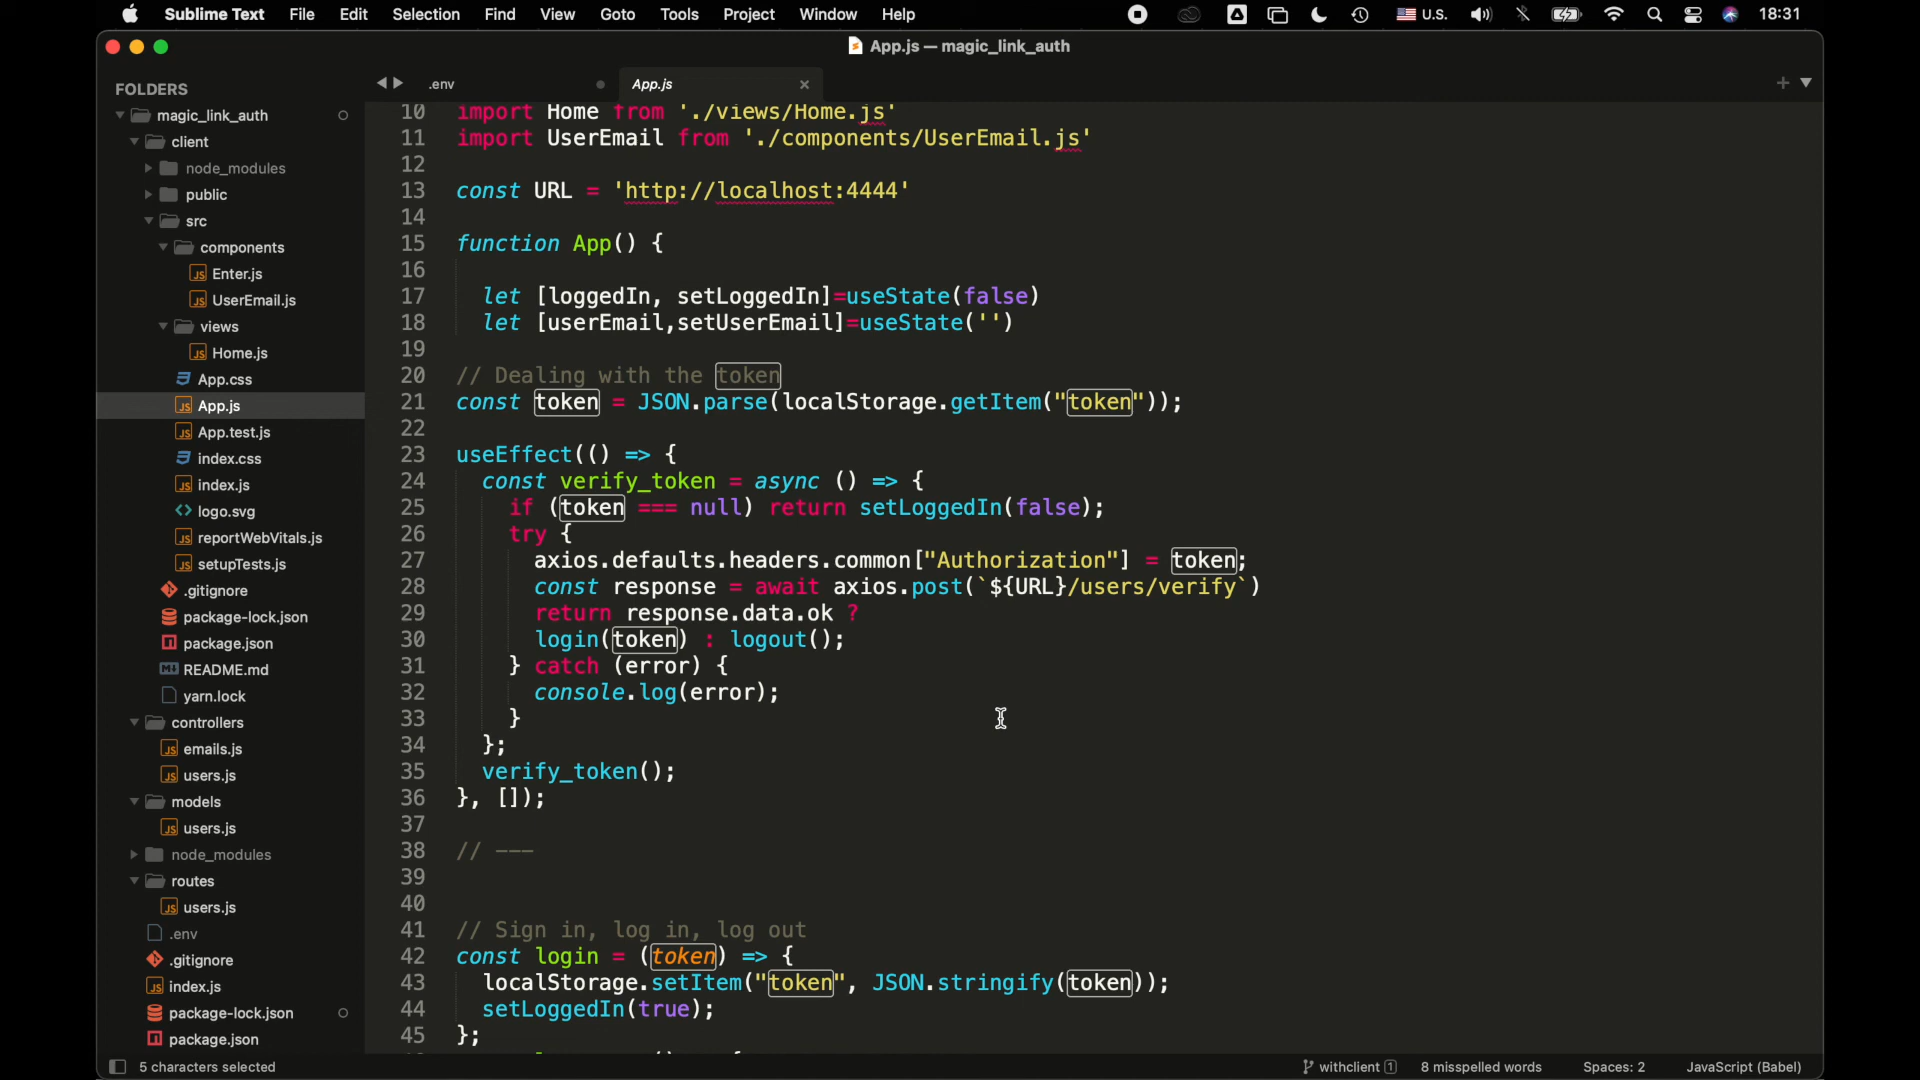 Sublime Text File Edit Selection Find View Goto Tools Project Window Help U.S. 18:31
App.js — magic_link_auth
FOLDERS
magic_link_auth
client
node_modules
public
src
components
Enter.js
UserEmail.js
views
Home.js
App.css
App.js
App.test.js
index.css
index.js
logo.svg
reportWebVitals.js
setupTests.js
.gitignore
package-lock.json
package.json
README.md
yarn.lock
controllers
emails.js
users.js
models
users.js
node_modules
routes
users.js
.env
.gitignore
index.js
package-lock.json
package.json
.env App.js
10 import Home from './views/Home.js'
11 import UserEmail from './components/UserEmail.js'
12
13 const URL = 'http://localhost:4444'
14
15 function App() {
16
17 let [loggedIn, setLoggedIn]=useState(false)
18 let [userEmail,setUserEmail]=useState('')
19
20 // Dealing with the token
21 const token = JSON.parse(localStorage.getItem("token"));
22
23 useEffect(() => {
24 const verify_token = async () => {
25 if (token === null) return setLoggedIn(false);
26 try {
27 axios.defaults.headers.common["Authorization"] = token;
28 const response = await axios.post(`${URL}/users/verify`)
29 return response.data.ok ?
30 login(token) : logout();
31 } catch (error) {
32 console.log(error);
33 }
34 };
35 verify_token();
36 }, []);
37
38 // ---
39
40
41 // Sign in, log in, log out
42 const login = (token) => {
43 localStorage.setItem("token", JSON.stringify(token));
44 setLoggedIn(true);
45 };
5 characters selected withclient 1 8 misspelled words Spaces: 2 JavaScript (Babel)